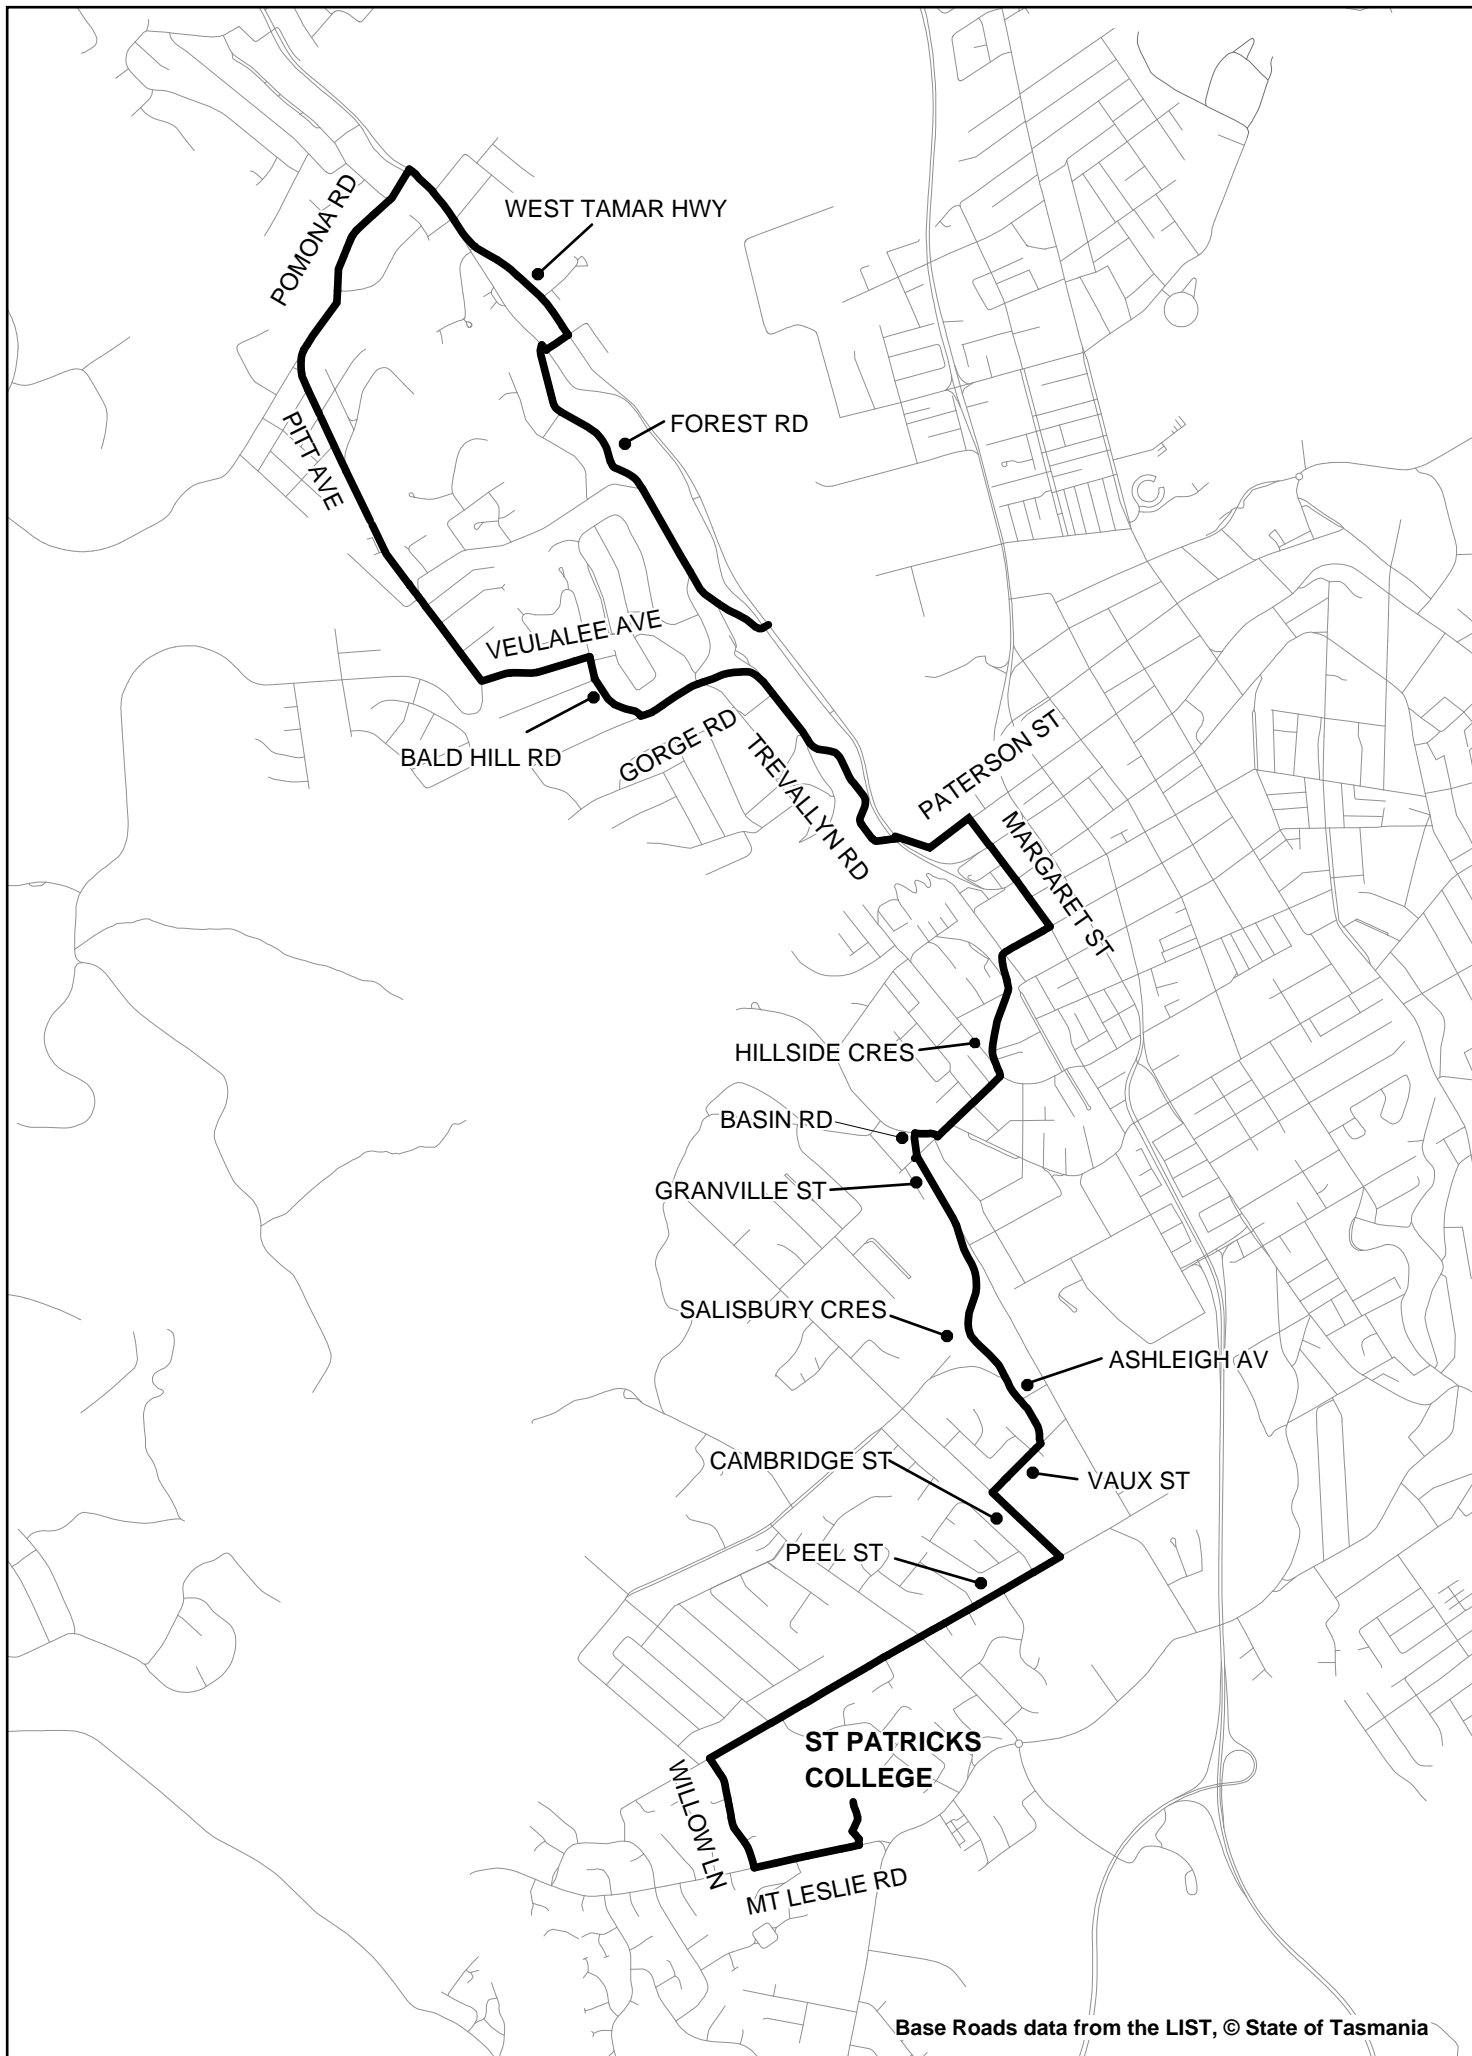 POMONA RD
WEST TAMAR HWY
PITT AVE
FOREST RD
VEULALEE AVE
BALD HILL RD
GORGE RD
TREVALLYN RD
PATERSON ST
MARGARET ST
HILLSIDE CRES
BASIN RD
GRANVILLE ST
SALISBURY CRES
ASHLEIGH AV
CAMBRIDGE ST
VAUX ST
PEEL ST
ST PATRICKS
COLLEGE
WILLOW LN
MT LESLIE RD
Base Roads data from the LIST, © State of Tasmania